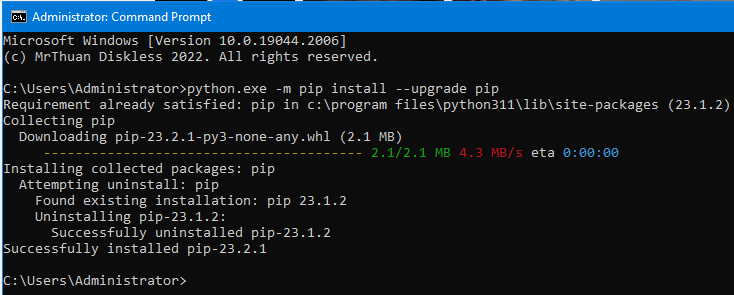 Administrator: Command Prompt
Microsoft Windows [Version 10.0.19044.2006]
(c) MrThuan Diskless 2022. All rights reserved.
C:\Users\Administrator>python.exe -m pip install --upgrade pip
Requirement already satisfied: pip in c:\program files\python311\lib\site-packages (23.1.2)
Collecting pip
  Downloading pip-23.2.1-py3-none-any.whl (2.1 MB)
     ---------------------------------------- 2.1/2.1 MB 4.3 MB/s eta 0:00:00
Installing collected packages: pip
  Attempting uninstall: pip
    Found existing installation: pip 23.1.2
    Uninstalling pip-23.1.2:
      Successfully uninstalled pip-23.1.2
Successfully installed pip-23.2.1
C:\Users\Administrator>